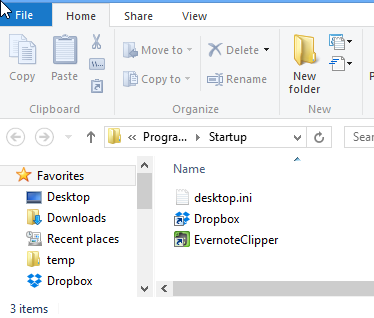 File Home Share View
Copy Paste
Move to Delete
Copy to Rename
New folder
Clipboard Organize New
« Progra... ▸ Startup
Sear
Favorites
Desktop
Downloads
Recent places
temp
Dropbox
Name
desktop.ini
Dropbox
EvernoteClipper
3 items